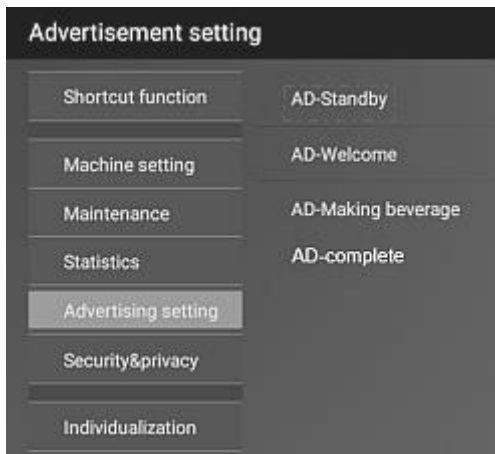 Advertisement setting
Shortcut function
Machine setting
Maintenance
Statistics
Advertising setting
Security&privacy
Individualization
AD-Standby
AD-Welcome
AD-Making beverage
AD-complete